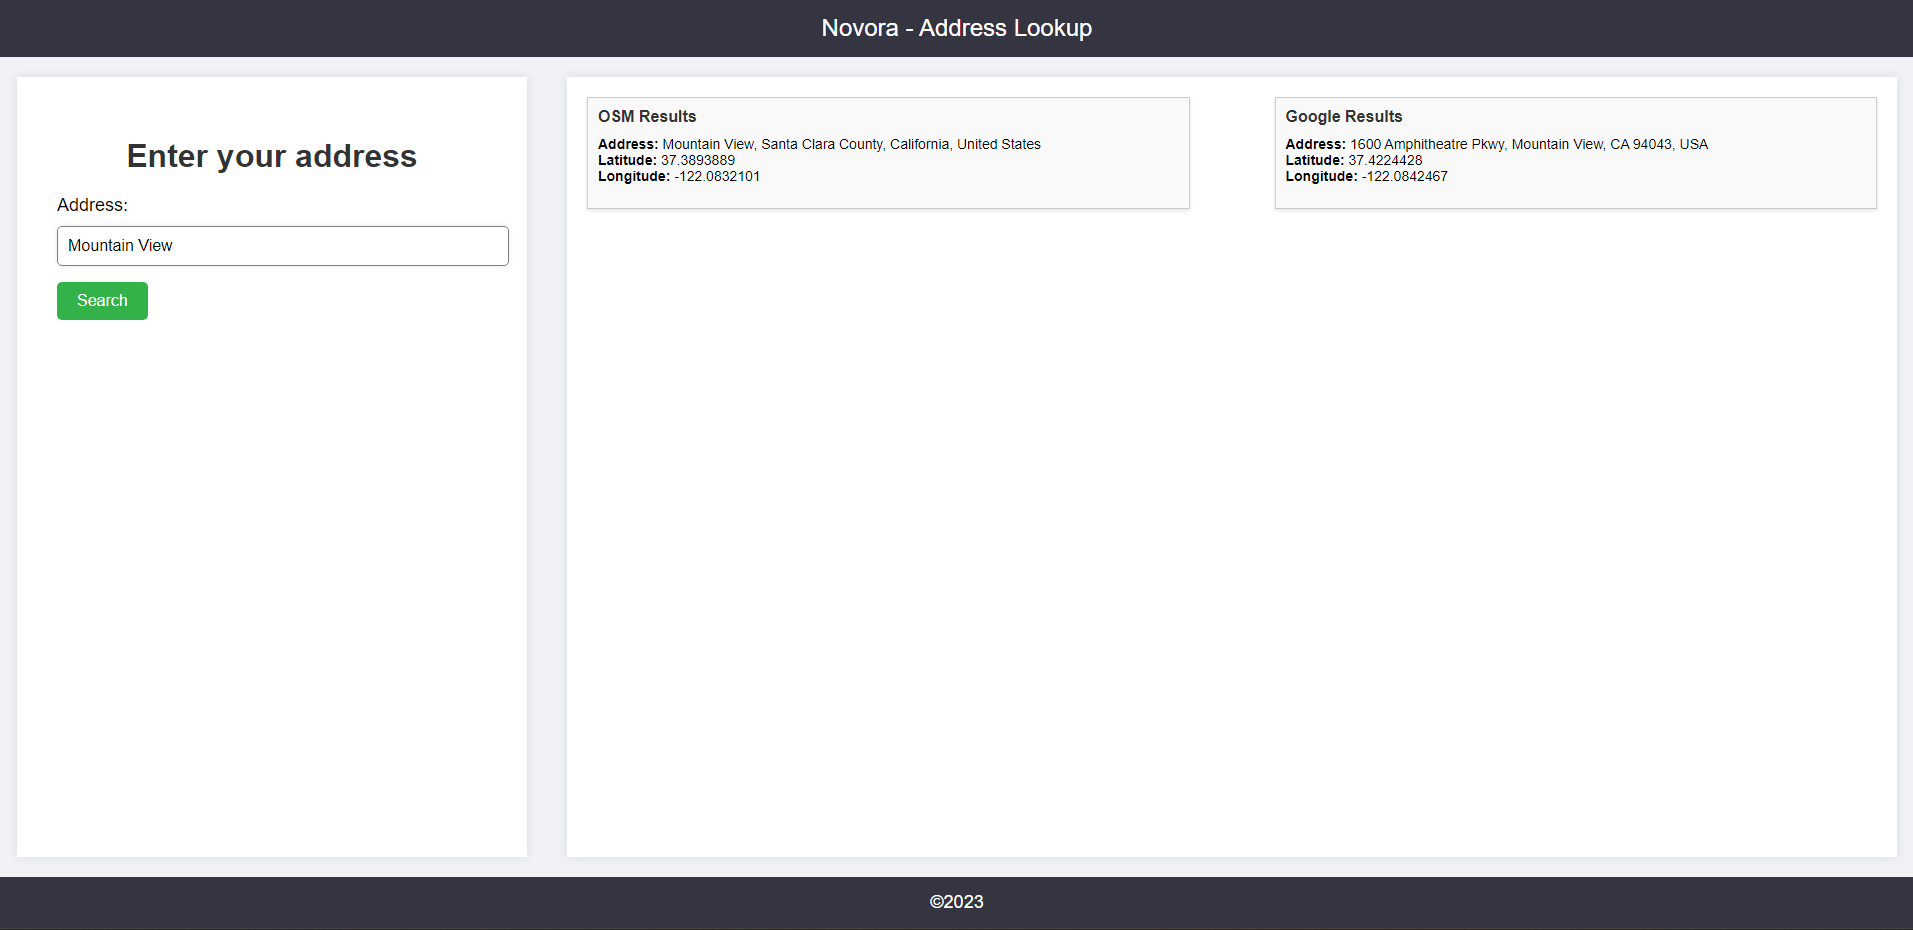 Novora - Address Lookup
Enter your address
Address:
Mountain View
Search
OSM Results
Address: Mountain View, Santa Clara County, California, United States
Latitude: 37.3893889
Longitude: -122.0832101
Google Results
Address: 1600 Amphitheatre Pkwy, Mountain View, CA 94043, USA
Latitude: 37.4224428
Longitude: -122.0842467
©2023